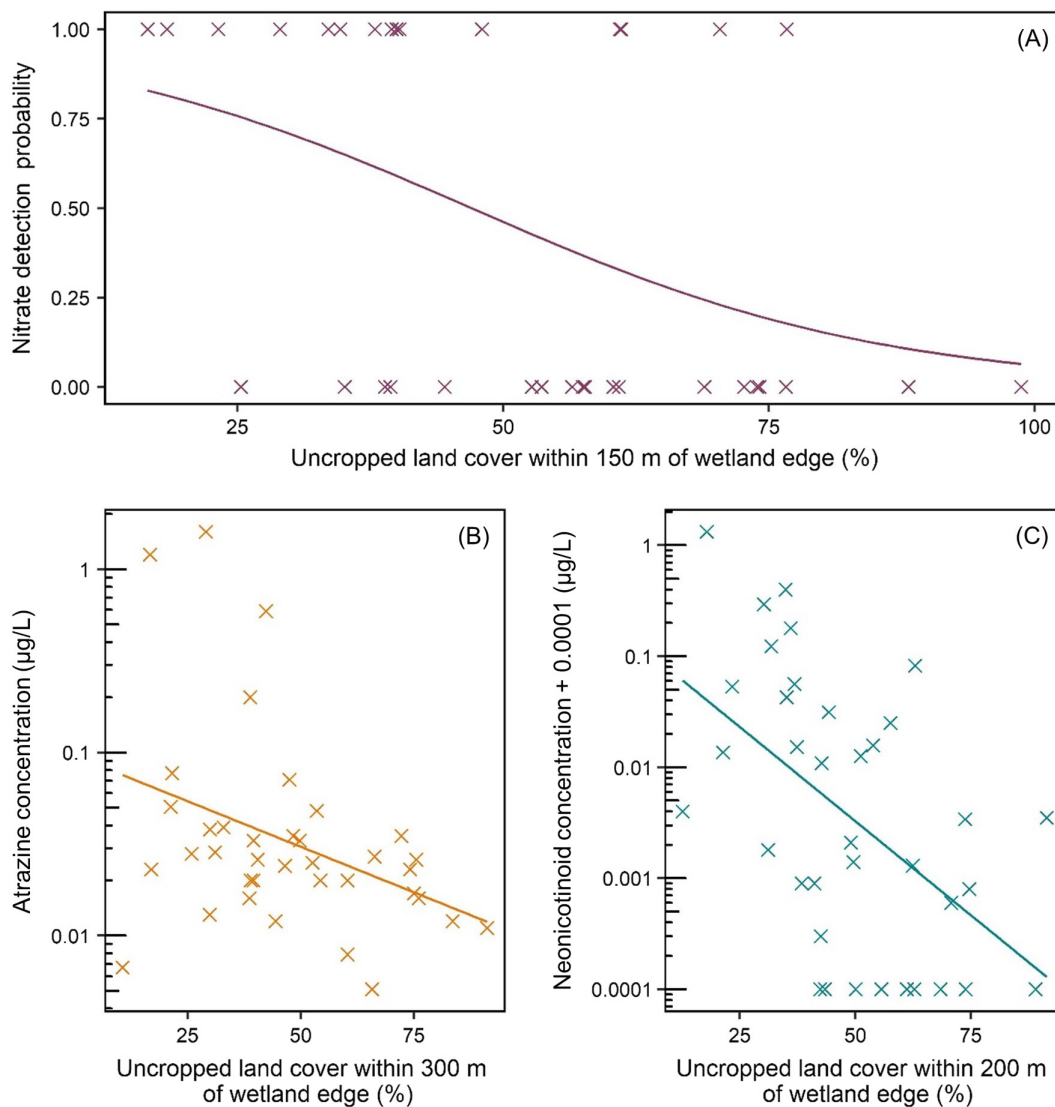 (A)
Nitrate detection probability
1.00
0.75
0.50
0.25
0.00
25
50
75
100
Uncropped land cover within 150 m of wetland edge (%)
(B)
Atrazine concentration (µg/L)
1
0.1
0.01
25
50
75
Uncropped land cover within 300 m
of wetland edge (%)
(C)
Neonicotinoid concentration + 0.0001 (µg/L)
1
0.1
0.01
0.001
0.0001
25
50
75
Uncropped land cover within 200 m
of wetland edge (%)